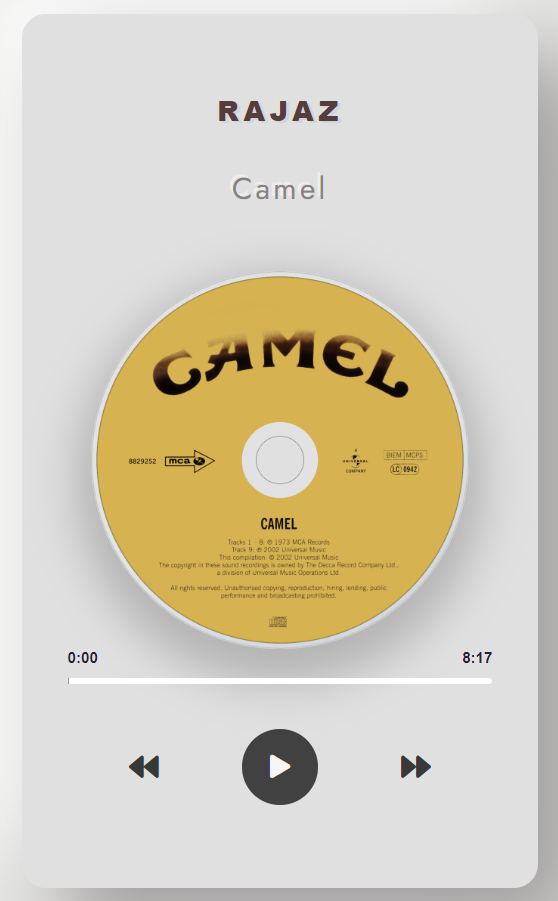 RAJAZ
Camel
CAMEL
0029252 mca UNIVERSAL BIEM MCPS
COMPANY LC 0942
CAMEL
Tracks 1 - 8: ℗ 1973 MCA Records
Track 9: ℗ 2002 Universal Music
This compilation: ℗ 2002 Universal Music
The copyright in these sound recordings is owned by The Decca Record Company Ltd.,
a division of Universal Music Operations Ltd.
All rights reserved. Unauthorised copying, reproduction, hiring, lending, public
performance and broadcasting prohibited.
0:00 8:17